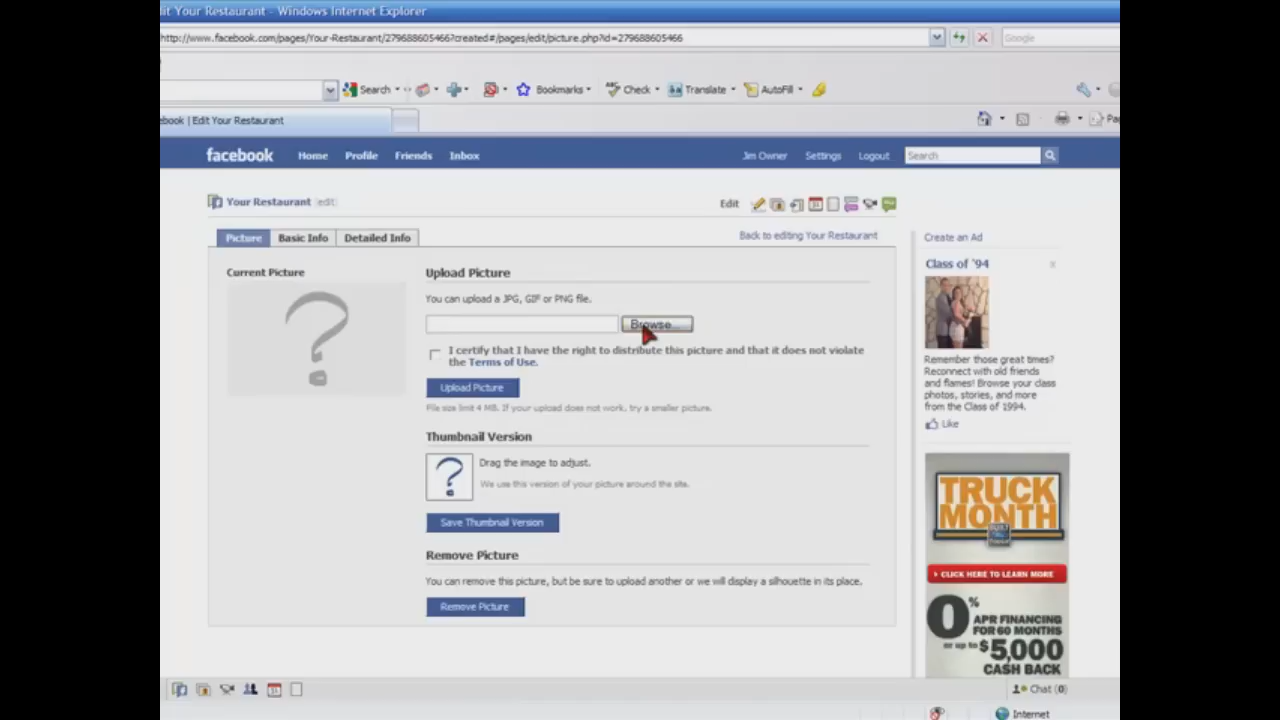 it Your Restaurant - Windows Internet Explorer
http://www.facebook.com/pages/Your-Restaurant/279688605466?created#/pages/edit/picture.php?id=279688605466
Google
Search
Bookmarks
Check
Translate
AutoFill
ebook | Edit Your Restaurant
facebook Home Profile Friends Inbox Jim Owner Settings Logout Search
Your Restaurant (edit)
Edit
Picture Basic Info Detailed Info
Back to editing Your Restaurant
Current Picture
?
Upload Picture
You can upload a JPG, GIF or PNG file.
Browse...
I certify that I have the right to distribute this picture and that it does not violate
the Terms of Use.
Upload Picture
File size limit 4 MB. If your upload does not work, try a smaller picture.
Thumbnail Version
?
Drag the image to adjust.
We use this version of your picture around the site.
Save Thumbnail Version
Remove Picture
You can remove this picture, but be sure to upload another or we will display a silhouette in its place.
Remove Picture
Create an Ad
Class of '94 x
Remember those great times?
Reconnect with old friends
and flames! Browse your class
photos, stories, and more
from the Class of 1994.
Like
TRUCK
MONTH
CLICK HERE TO LEARN MORE
0%
APR FINANCING
FOR 60 MONTHS
or up to $5,000
CASH BACK
31
Chat (0)
Internet